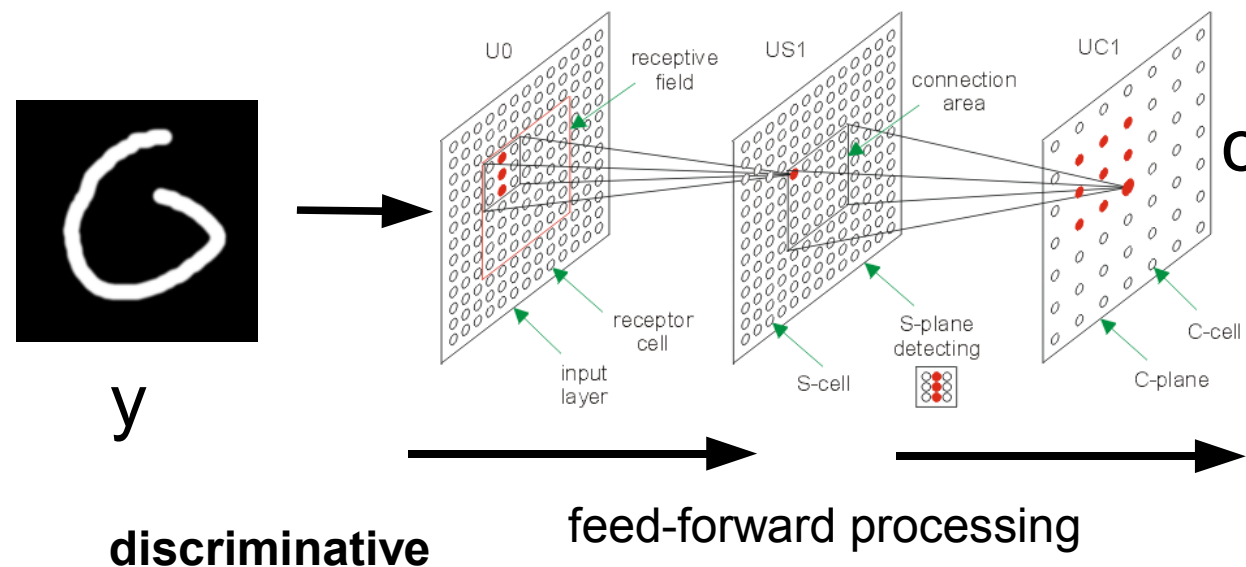 U0
receptive
field
US1
connection
area
UC1
receptor
cell
input
layer
S-cell
S-plane
detecting
C-cell
C-plane
y
feed-forward processing
discriminative